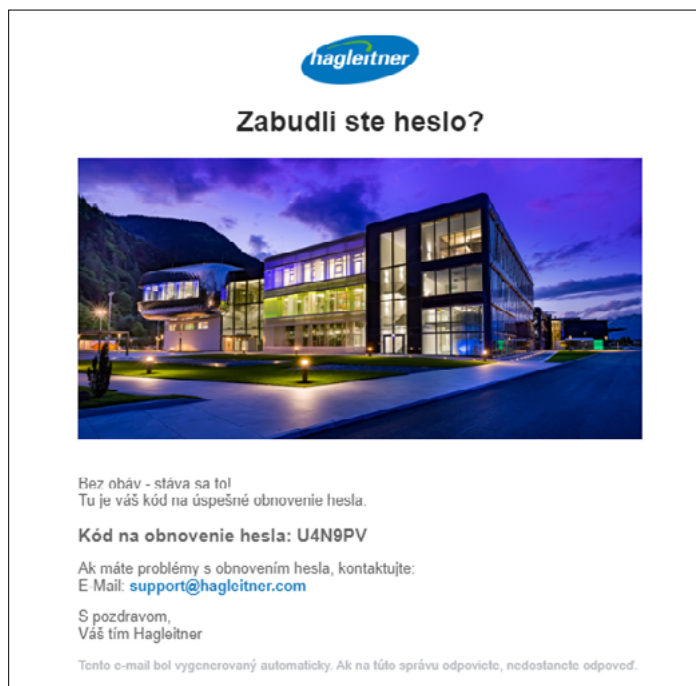 hagleitner
Zabudli ste heslo?
Bez obáv - stáva sa to!
Tu je váš kód na úspešné obnovenie hesla.
Kód na obnovenie hesla: U4N9PV
Ak máte problémy s obnovením hesla, kontaktujte:
E-Mail: support@hagleitner.com
S pozdravom,
Váš tím Hagleitner
Tento e-mail bol vygenerovaný automaticky. Ak na túto správu odpoviete, nedostanete odpoveď.